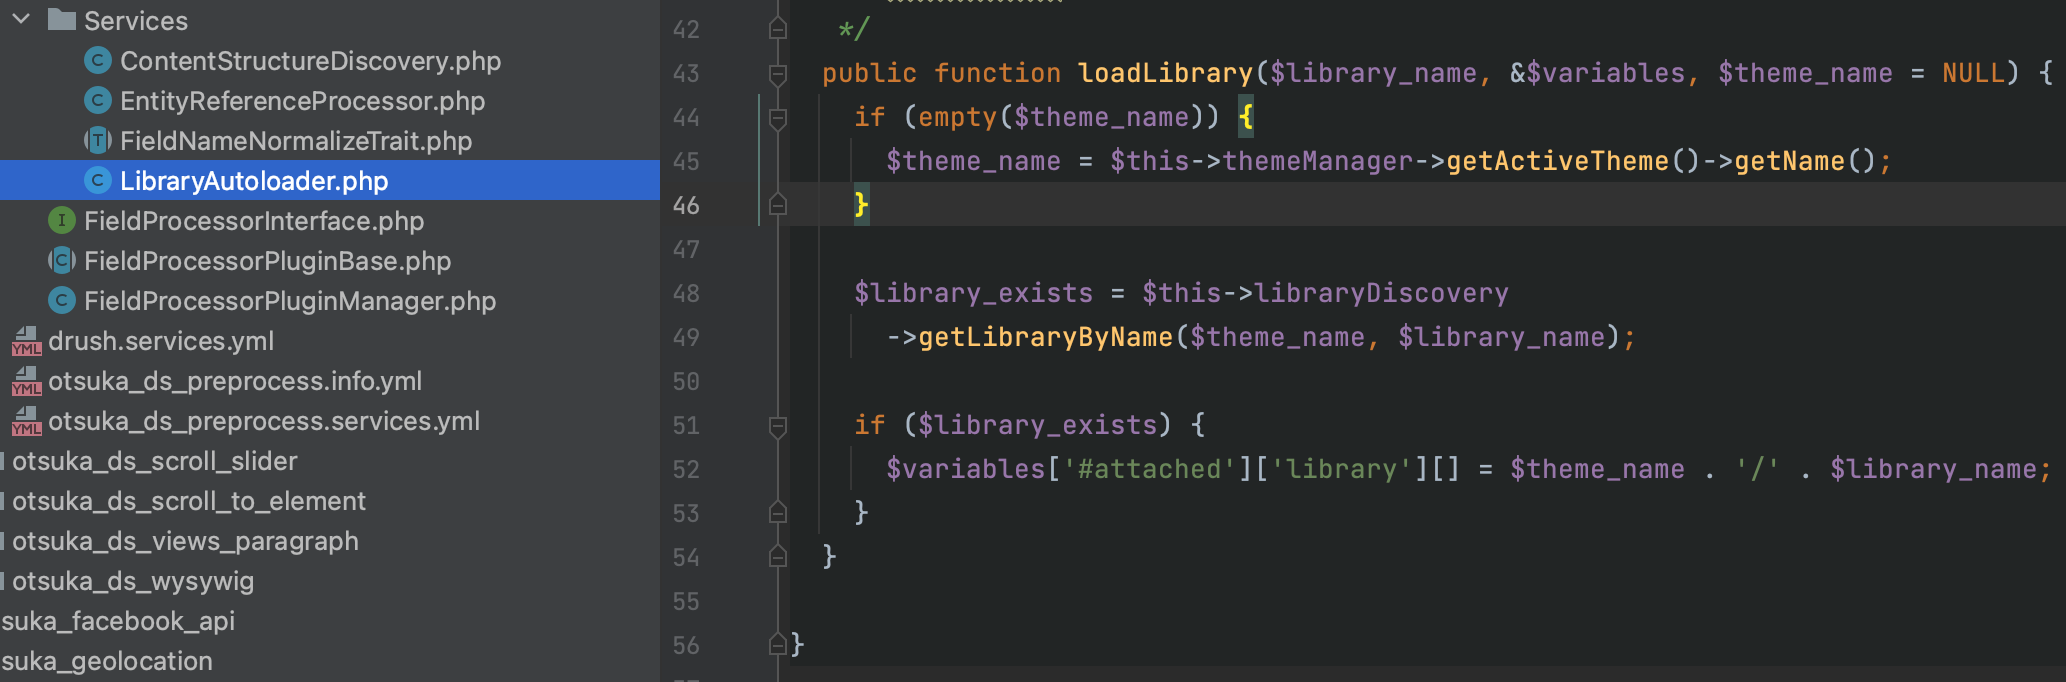 Services
ContentStructureDiscovery.php
EntityReferenceProcessor.php
FieldNameNormalizeTrait.php
LibraryAutoloader.php
FieldProcessorInterface.php
FieldProcessorPluginBase.php
FieldProcessorPluginManager.php
drush.services.yml
otsuka_ds_preprocess.info.yml
otsuka_ds_preprocess.services.yml
otsuka_ds_scroll_slider
otsuka_ds_scroll_to_element
otsuka_ds_views_paragraph
otsuka_ds_wysywig
suka_facebook_api
suka_geolocation
42 */
43 public function loadLibrary($library_name, &$variables, $theme_name = NULL) {
44 if (empty($theme_name)) {
45 $theme_name = $this->themeManager->getActiveTheme()->getName();
46 }
47
48 $library_exists = $this->libraryDiscovery
49 ->getLibraryByName($theme_name, $library_name);
50
51 if ($library_exists) {
52 $variables['#attached']['library'][] = $theme_name . '/' . $library_name;
53 }
54 }
55
56 }